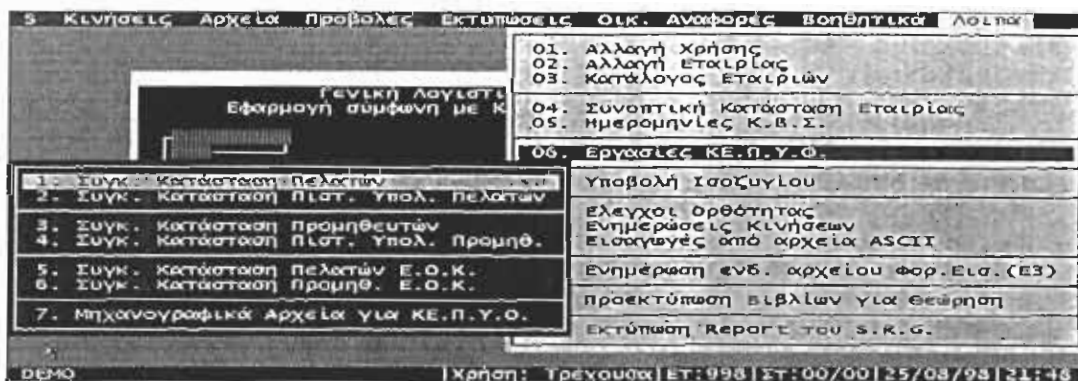 S Κινήσεις Αρχεία Προβολές Εκτυπώσεις Οικ. Αναφορές Βοηθητικά Λοιπά
01. Αλλαγή Χρήσης
02. Αλλαγή Εταιρίας
03. Κατάλογος Εταιριών
Γενική Λογιστι
Εφαρμογή σύμφωνη με Κ
04. Συνοπτική Κατάσταση Εταιρίας
05. Ημερομηνίες Κ.Β.Σ.
06. Εργασίες ΚΕ.Π.Υ.Ο.
1. Συγκ. Κατάσταση Πελατών
2. Συγκ. Κατάσταση Πιστ. Υπολ. Πελατών
3. Συγκ. Κατάσταση Προμηθευτών
4. Συγκ. Κατάσταση Πιστ. Υπολ. Προμηθ.
5. Συγκ. Κατάσταση Πελατών Ε.Ο.Κ.
6. Συγκ. Κατάσταση Προμηθ. Ε.Ο.Κ.
7. Μηχανογραφικά Αρχεία για ΚΕ.Π.Υ.Ο.
Υποβολή Ισοζυγίου
Ελεγχοι Ορθότητας
Ενημερώσεις Κινήσεων
Εισαγωγές από αρχεία ASCII
Ενημέρωση ενδ. αρχείου Φορ.Εισ.(Ε3)
Προεκτύπωση Βιβλίων για Θεώρηση
Εκτύπωση Report του S.R.G.
DEMO |Χρήση: Τρέχουσα|ΕΤ:998|ΣΤ:00/00|25/08/98|21:48